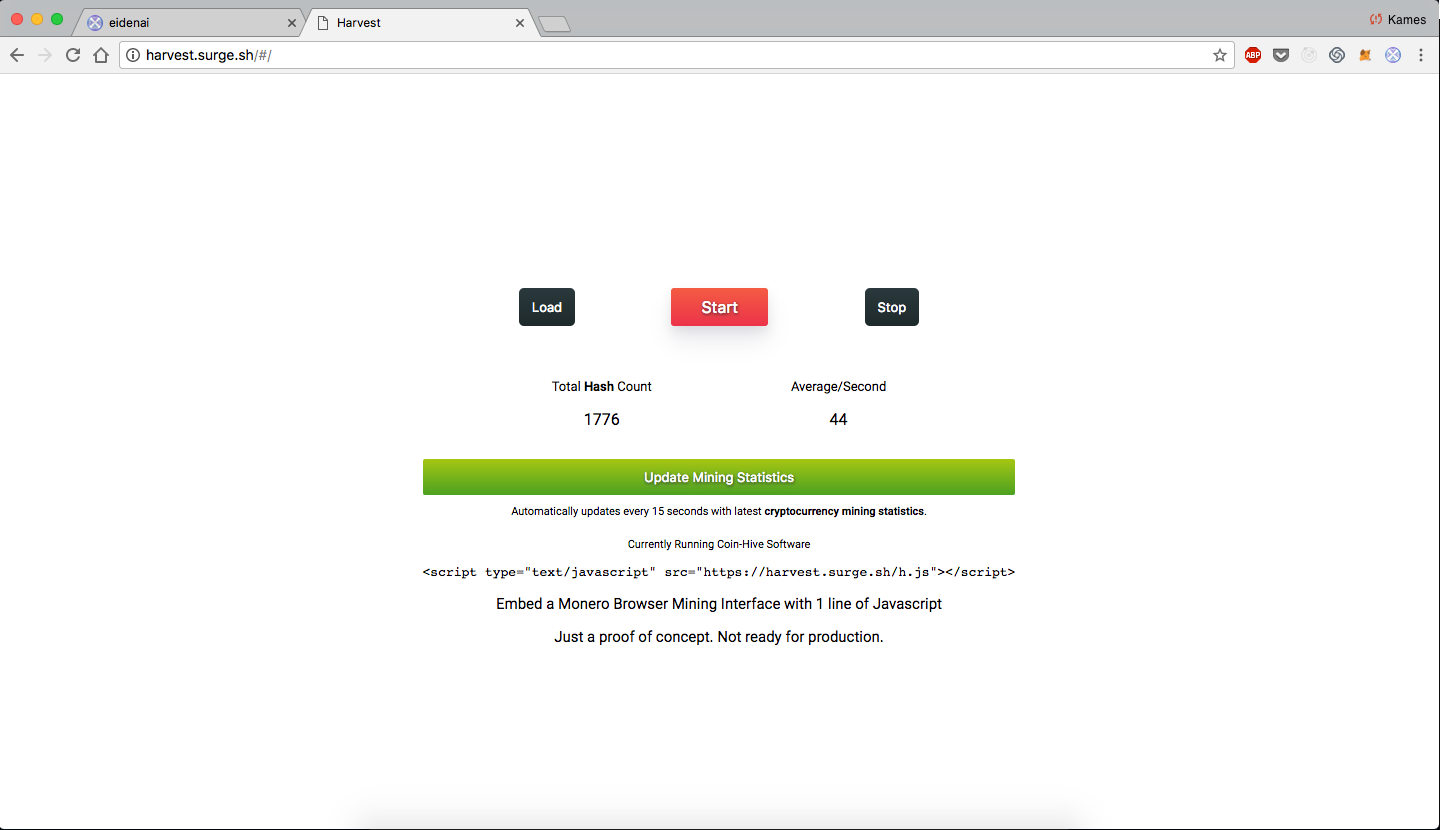 eidenai
Harvest
Kames
harvest.surge.sh/#/
ABP
Load
Start
Stop
Total Hash Count
Average/Second
1776
44
Update Mining Statistics
Automatically updates every 15 seconds with latest cryptocurrency mining statistics.
Currently Running Coin-Hive Software
<script type="text/javascript" src="https://harvest.surge.sh/h.js"></script>
Embed a Monero Browser Mining Interface with 1 line of Javascript
Just a proof of concept. Not ready for production.